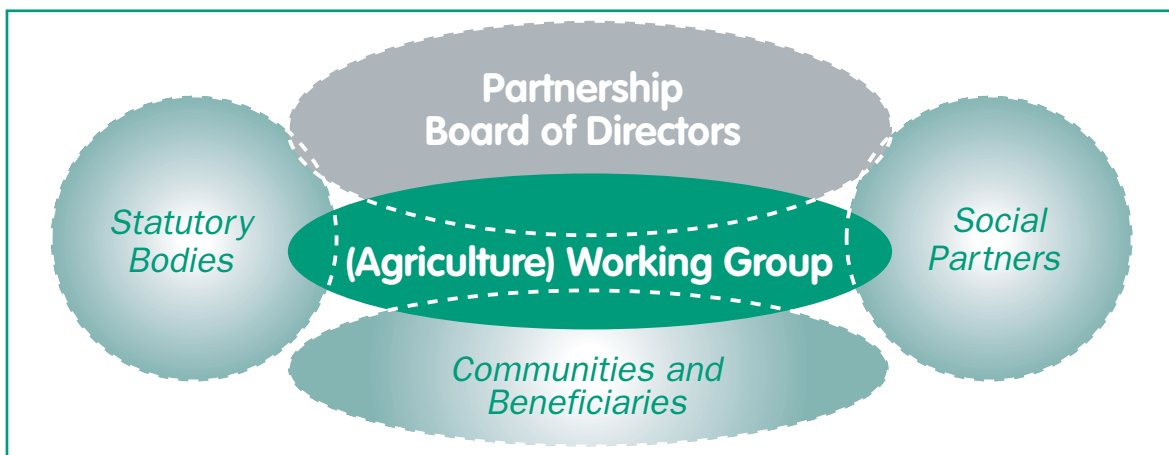 Partnership
Board of Directors
Statutory
Bodies
(Agriculture) Working Group
Social
Partners
Communities and
Beneficiaries